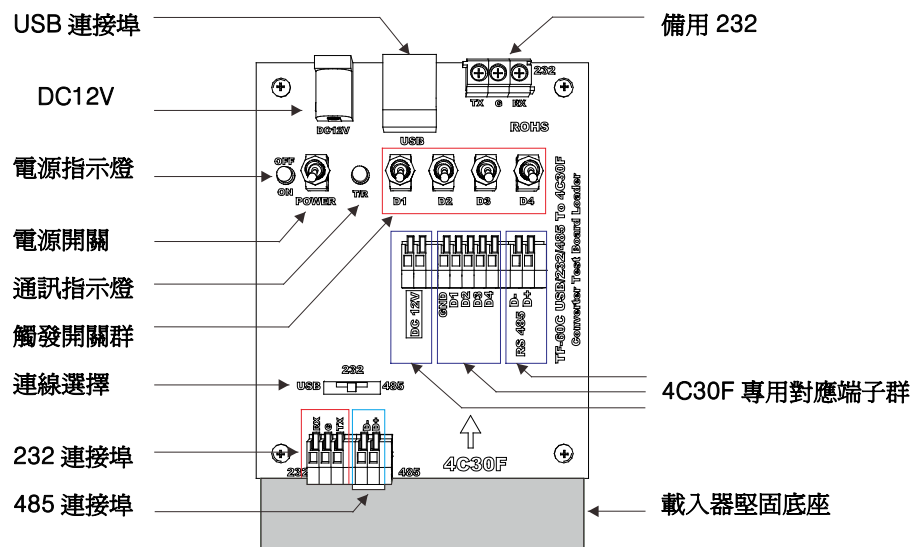 USB 連接埠
DC12V
電源指示燈
電源開關
通訊指示燈
觸發開關群
連線選擇
232 連接埠
485 連接埠
備用 232
4C30F 專用對應端子群
載入器堅固底座
DC12V
USB
232
TX G RX
ROHS
OFF
ON
POWER
T/R
D1 D2 D3 D4
DC 12V
GND
D1
D2
D3
D4
RS 485
D-
D+
TF-60C USB/232/485 To 4C30F
Converter Test Board Loader
232
USB 485
RX
G
TX
D-
D+
232 485
4C30F